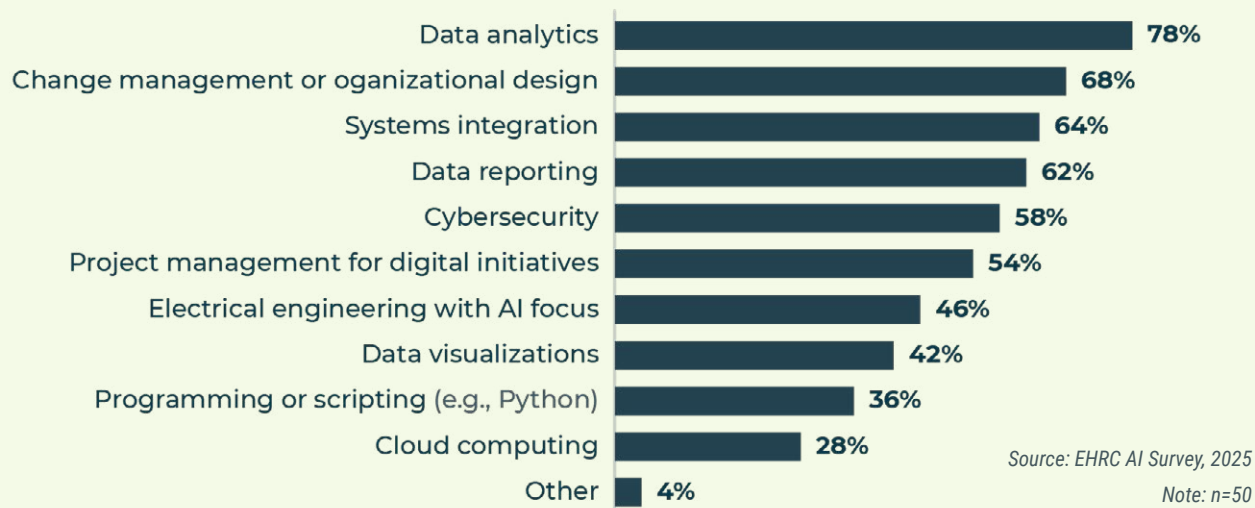 Data analytics 78%
Change management or oganizational design 68%
Systems integration 64%
Data reporting 62%
Cybersecurity 58%
Project management for digital initiatives 54%
Electrical engineering with AI focus 46%
Data visualizations 42%
Programming or scripting (e.g., Python) 36%
Cloud computing 28%
Other 4%
Source: EHRC AI Survey, 2025
Note: n=50